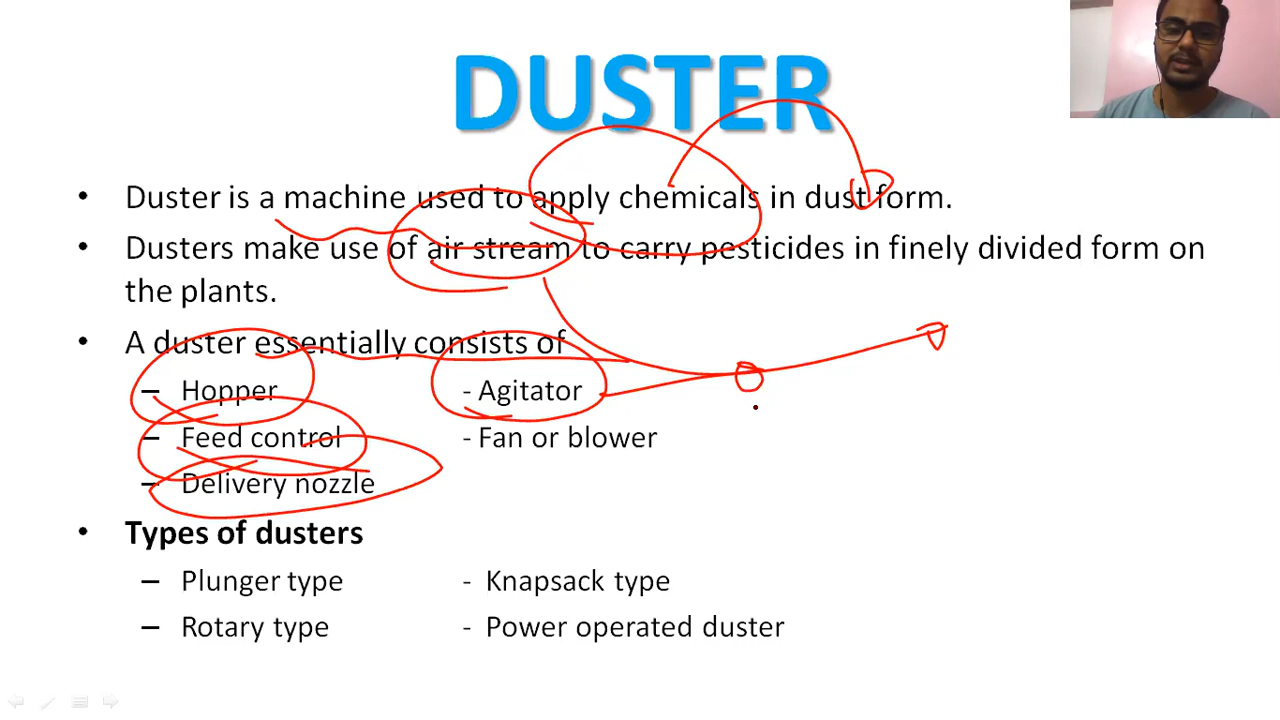 DUSTER
• Duster is a machine used to apply chemicals in dust form.
• Dusters make use of air stream to carry pesticides in finely divided form on
the plants.
• A duster essentially consists of
– Hopper - Agitator
– Feed control - Fan or blower
– Delivery nozzle
• Types of dusters
– Plunger type - Knapsack type
– Rotary type - Power operated duster